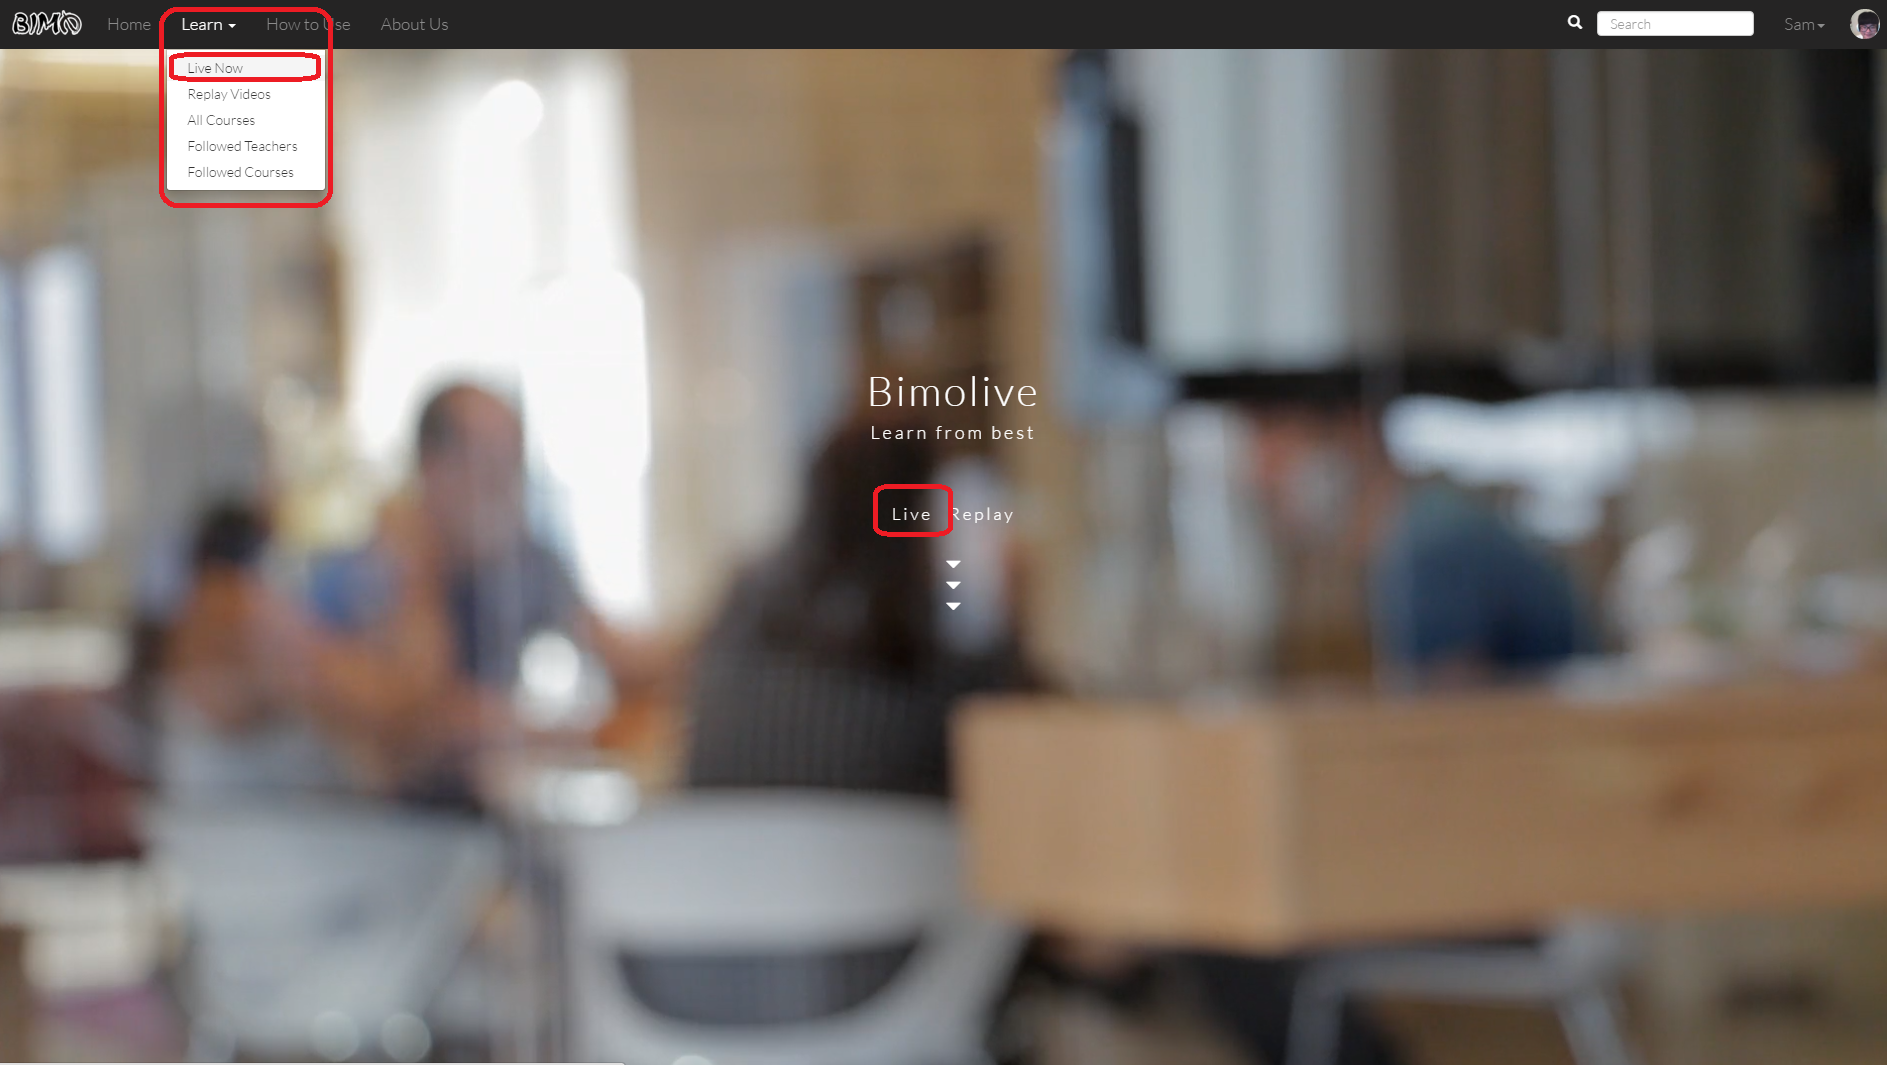 BIMO Home Learn How to Use About Us Search Sam
Live Now
Replay Videos
All Courses
Followed Teachers
Followed Courses
Bimolive
Learn from best
Live Replay